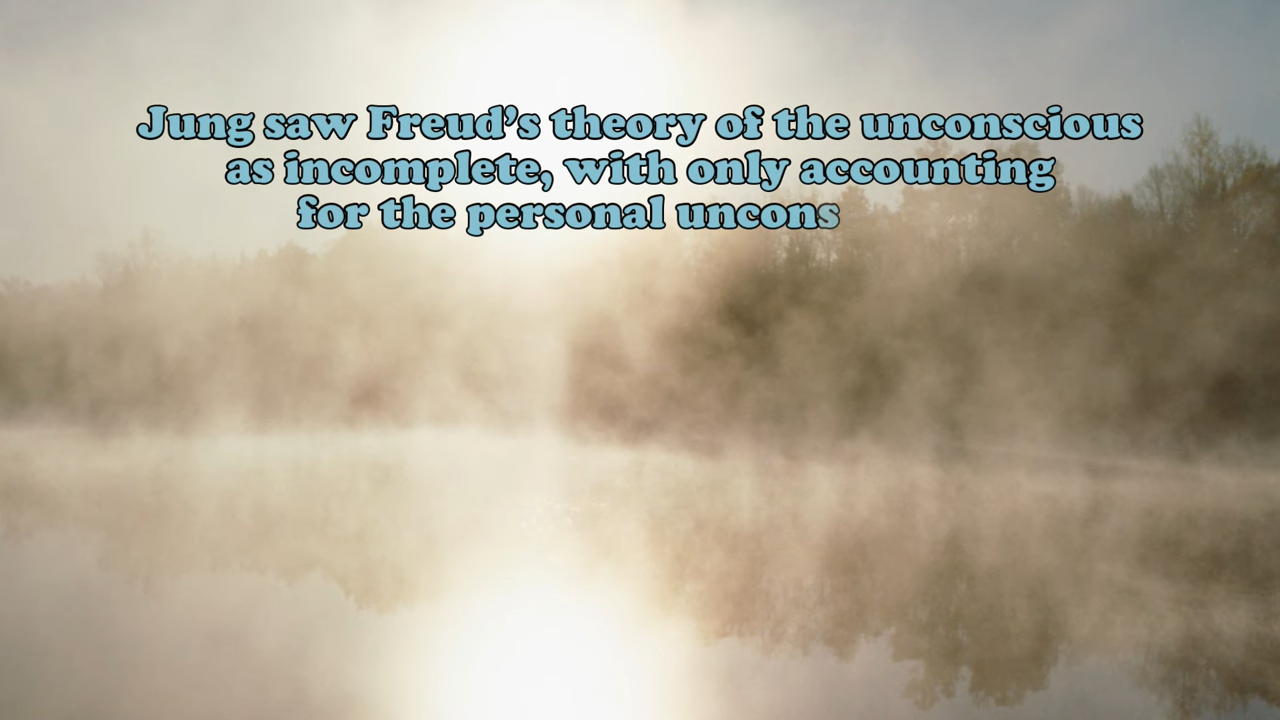 Jung saw Freud’s theory of the unconscious
as incomplete, with only accounting
for the personal uncons